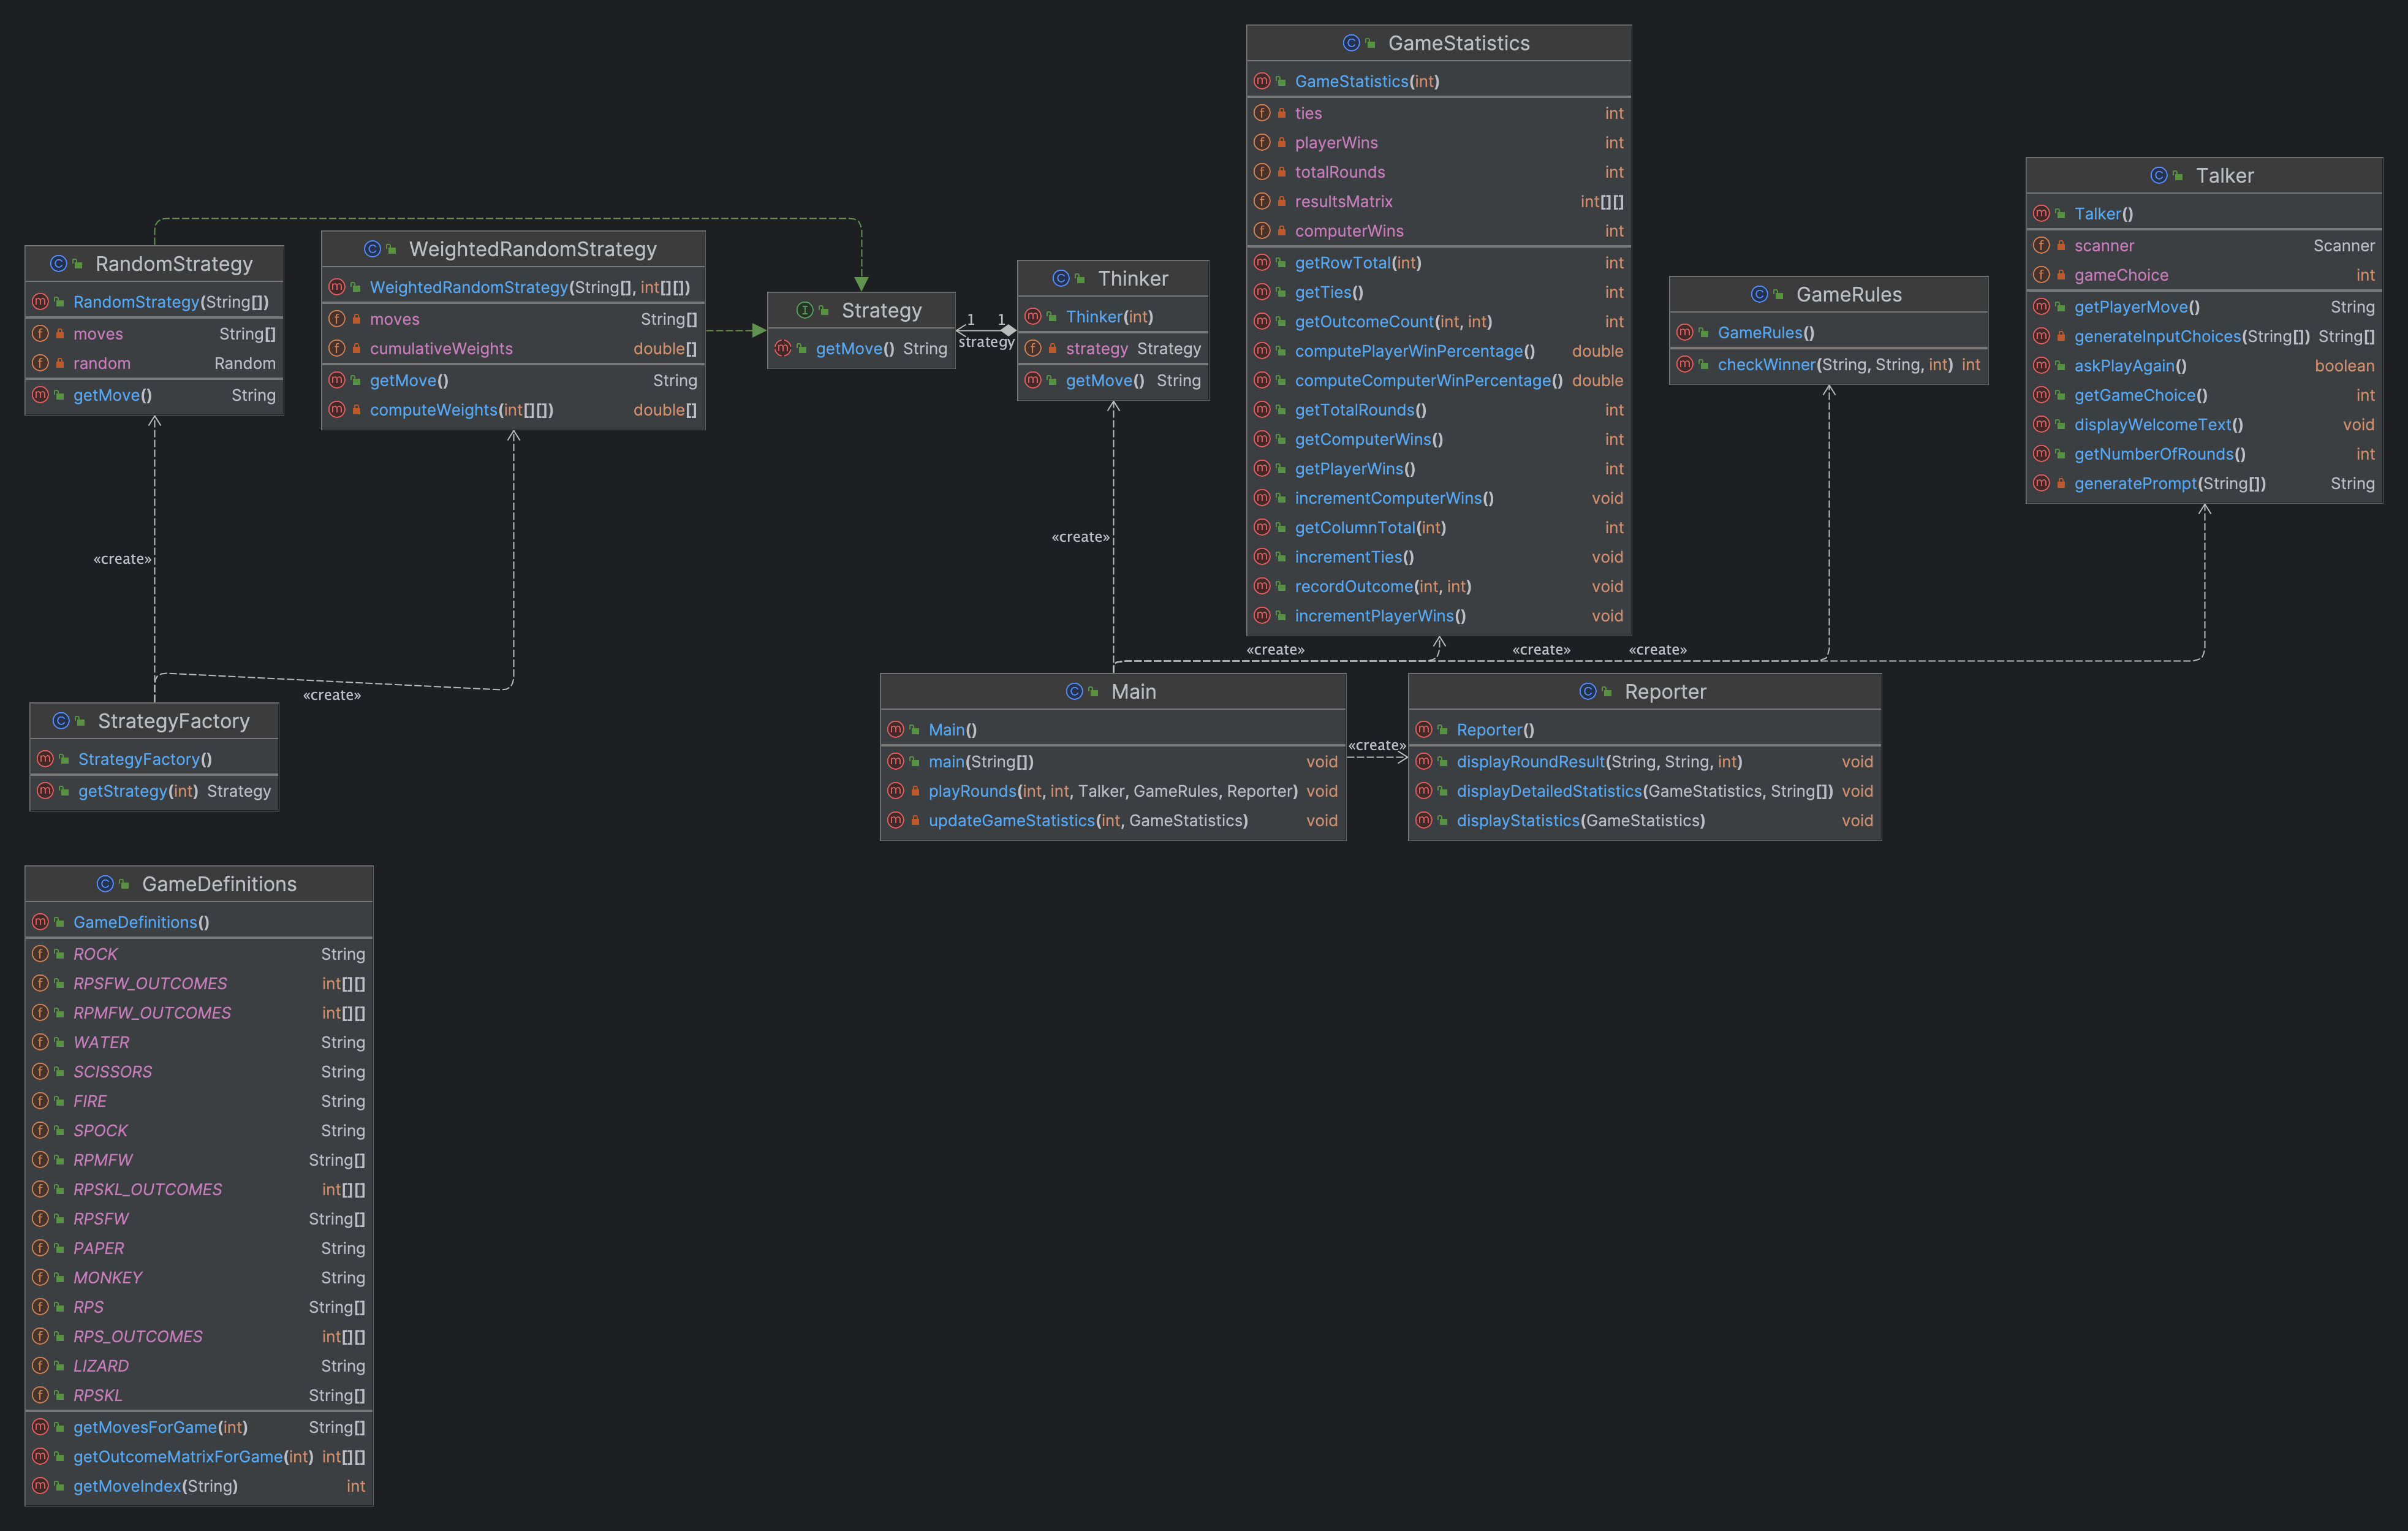 RandomStrategy
RandomStrategy(String[])
moves String[]
random Random
getMove() String
WeightedRandomStrategy
WeightedRandomStrategy(String[], int[][])
moves String[]
cumulativeWeights double[]
getMove() String
computeWeights(int[][]) double[]
Strategy
getMove() String
1 1
strategy
Thinker
Thinker(int)
strategy Strategy
getMove() String
GameStatistics
GameStatistics(int)
ties int
playerWins int
totalRounds int
resultsMatrix int[][]
computerWins int
getRowTotal(int) int
getTies() int
getOutcomeCount(int, int) int
computePlayerWinPercentage() double
computeComputerWinPercentage() double
getTotalRounds() int
getComputerWins() int
getPlayerWins() int
incrementComputerWins() void
getColumnTotal(int) int
incrementTies() void
recordOutcome(int, int) void
incrementPlayerWins() void
GameRules
GameRules()
checkWinner(String, String, int) int
Talker
Talker()
scanner Scanner
gameChoice int
getPlayerMove() String
generateInputChoices(String[]) String[]
askPlayAgain() boolean
getGameChoice() int
displayWelcomeText() void
getNumberOfRounds() int
generatePrompt(String[]) String
«create»
«create»
«create»
«create» «create» «create»
StrategyFactory
StrategyFactory()
getStrategy(int) Strategy
Main
Main()
main(String[]) void
playRounds(int, int, Talker, GameRules, Reporter) void
updateGameStatistics(int, GameStatistics) void
«create»
Reporter
Reporter()
displayRoundResult(String, String, int) void
displayDetailedStatistics(GameStatistics, String[]) void
displayStatistics(GameStatistics) void
GameDefinitions
GameDefinitions()
ROCK String
RPSFW_OUTCOMES int[][]
RPMFW_OUTCOMES int[][]
WATER String
SCISSORS String
FIRE String
SPOCK String
RPMFW String[]
RPSKL_OUTCOMES int[][]
RPSFW String[]
PAPER String
MONKEY String
RPS String[]
RPS_OUTCOMES int[][]
LIZARD String
RPSKL String[]
getMovesForGame(int) String[]
getOutcomeMatrixForGame(int) int[][]
getMoveIndex(String) int